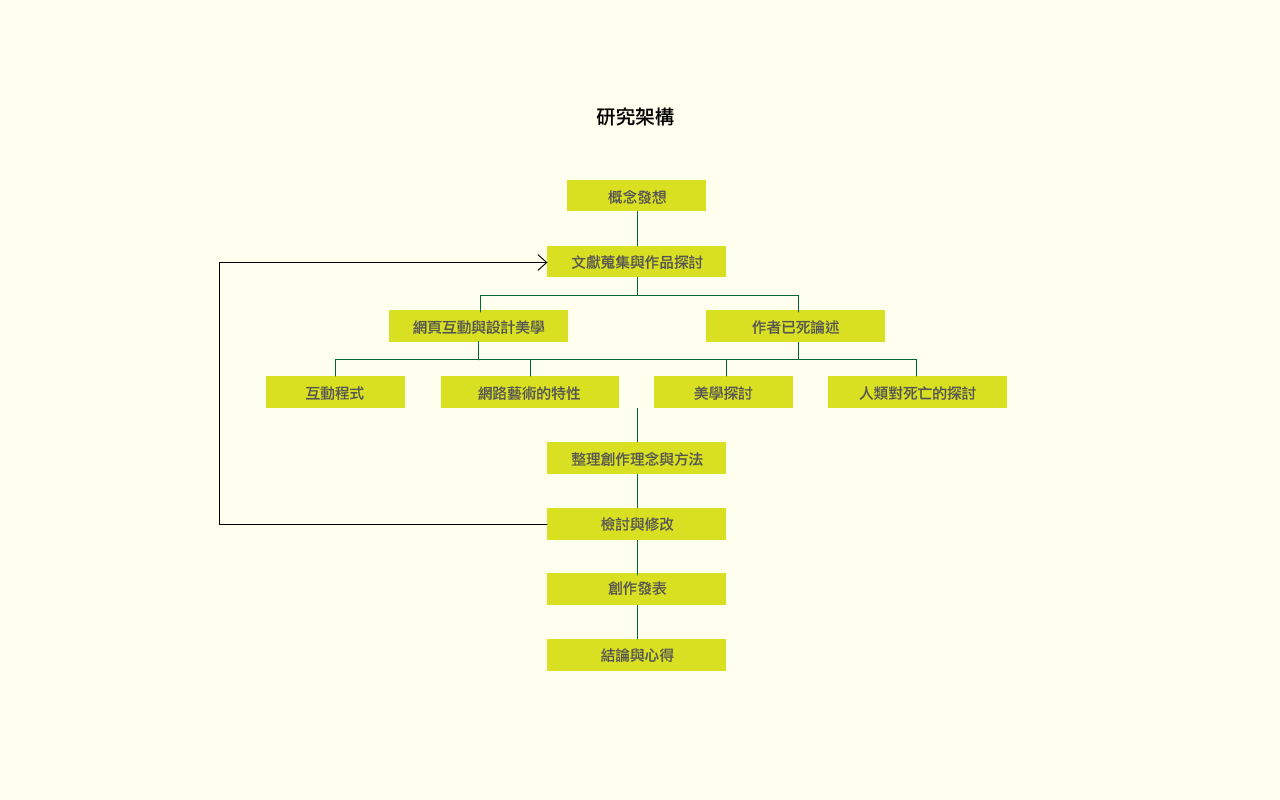 研究架構
概念發想
文獻蒐集與作品探討
網頁互動與設計美學
作者已死論述
互動程式
網路藝術的特性
美學探討
人類對死亡的探討
整理創作理念與方法
檢討與修改
創作發表
結論與心得